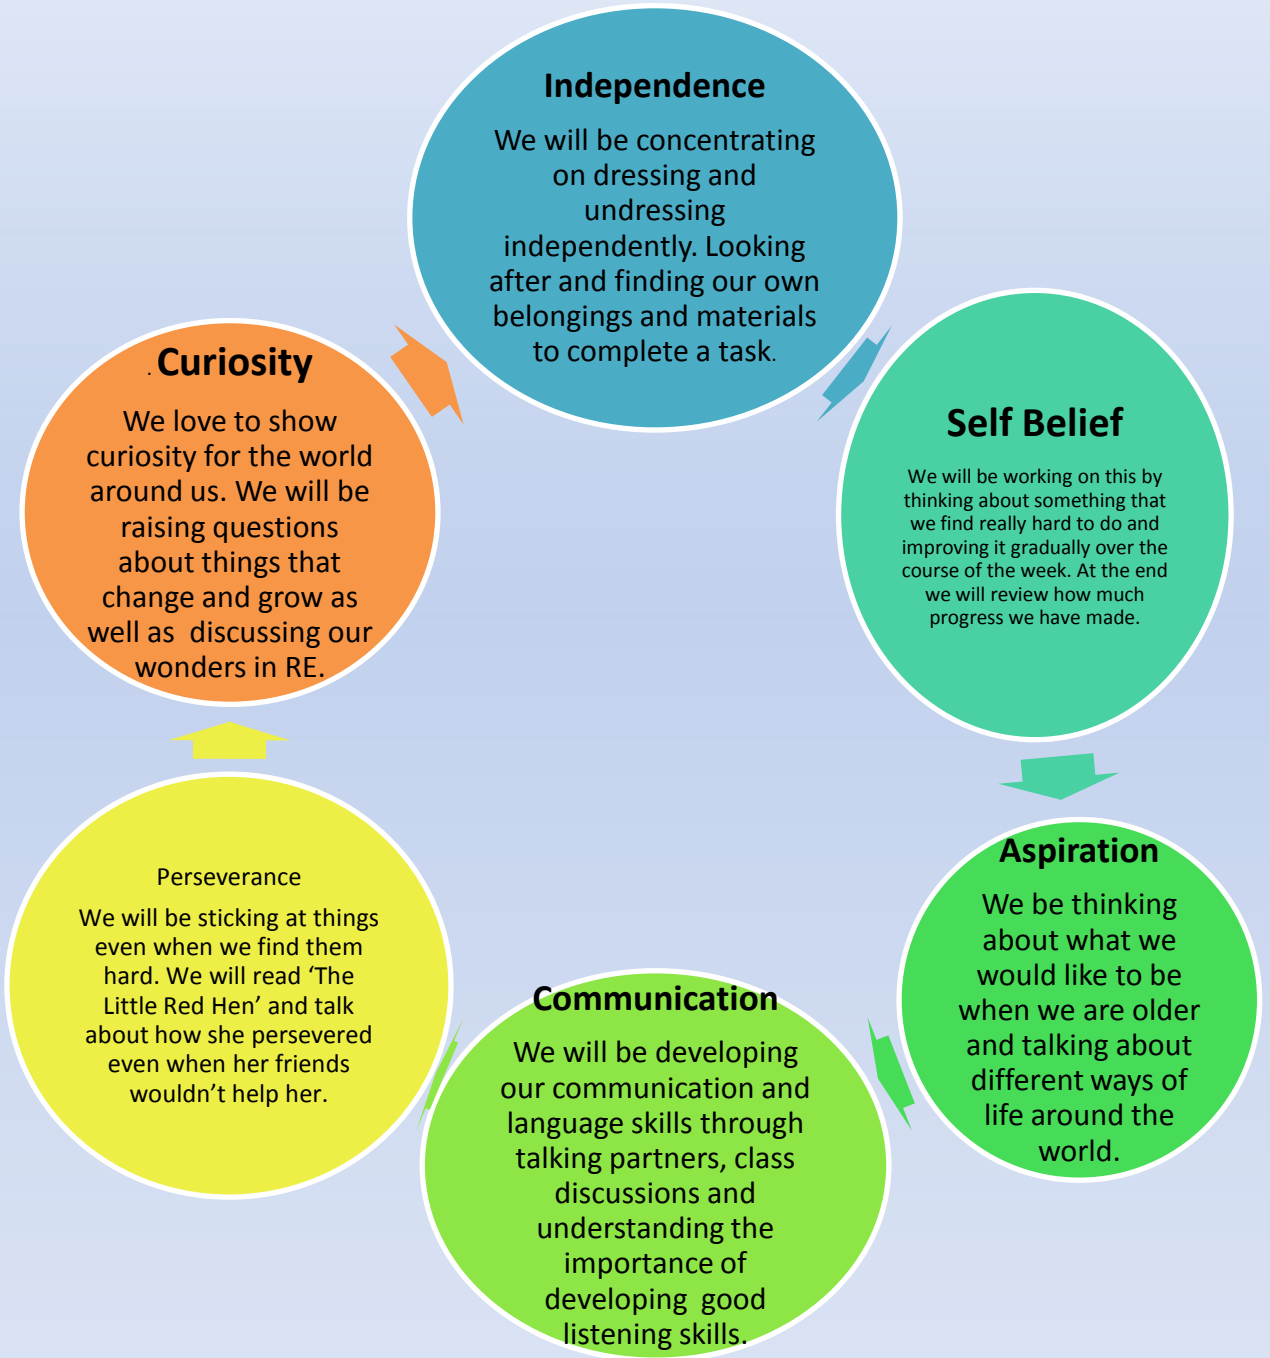 Independence
We will be concentrating
on dressing and
undressing
independently. Looking
after and finding our own
belongings and materials
to complete a task.
Self Belief
We will be working on this by
thinking about something that
we find really hard to do and
improving it gradually over the
course of the week. At the end
we will review how much
progress we have made.
Aspiration
We be thinking
about what we
would like to be
when we are older
and talking about
different ways of
life around the
world.
Communication
We will be developing
our communication and
language skills through
talking partners, class
discussions and
understanding the
importance of
developing  good
listening skills.
Perseverance
We will be sticking at things
even when we find them
hard. We will read ‘The
Little Red Hen’ and talk
about how she persevered
even when her friends
wouldn’t help her.
. Curiosity
We love to show
curiosity for the world
around us. We will be
raising questions
about things that
change and grow as
well as  discussing our
wonders in RE.